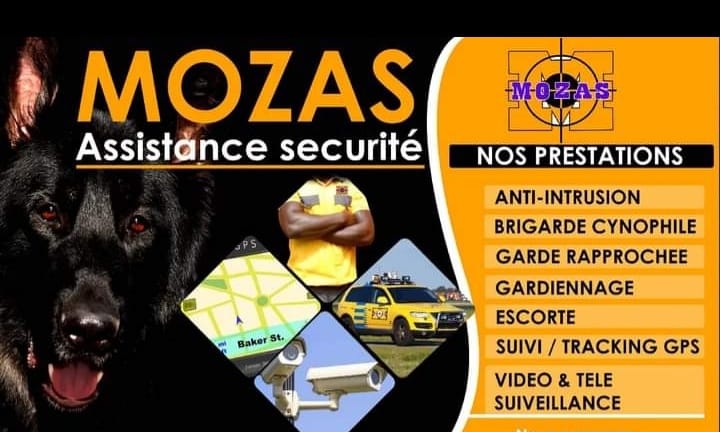 MOZAS
Assistance securité
MOZAS
NOS PRESTATIONS
ANTI-INTRUSION
BRIGARDE CYNOPHILE
GARDE RAPPROCHEE
GARDIENNAGE
ESCORTE
SUIVI / TRACKING GPS
VIDEO & TELE
SUIVEILLANCE
GPS
mi
Baker St.